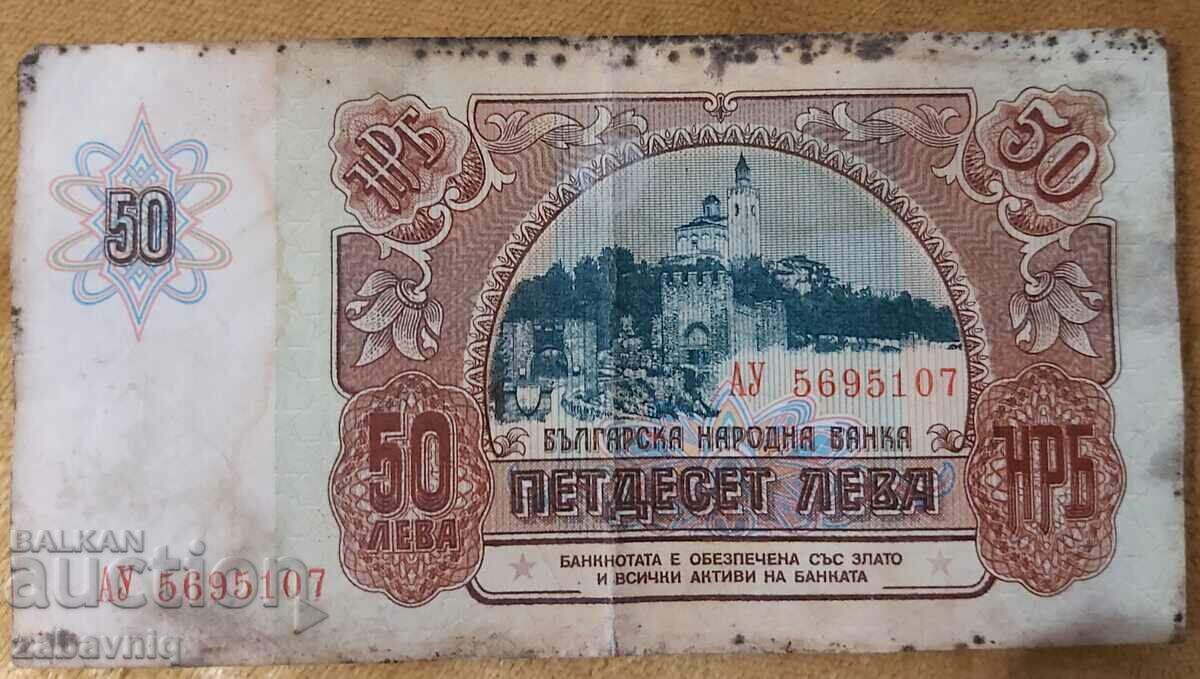 НРБ
50
50
АУ 5695107
БЪЛГАРСКА НАРОДНА БАНКА
ПЕТДЕСЕТ ЛЕВА
50
ЛЕВА
НРБ
БАНКНОТАТА Е ОБЕЗПЕЧЕНА СЪС ЗЛАТО
И ВСИЧКИ АКТИВИ НА БАНКАТА
АУ 5695107
BALKAN
auction
zabavniq